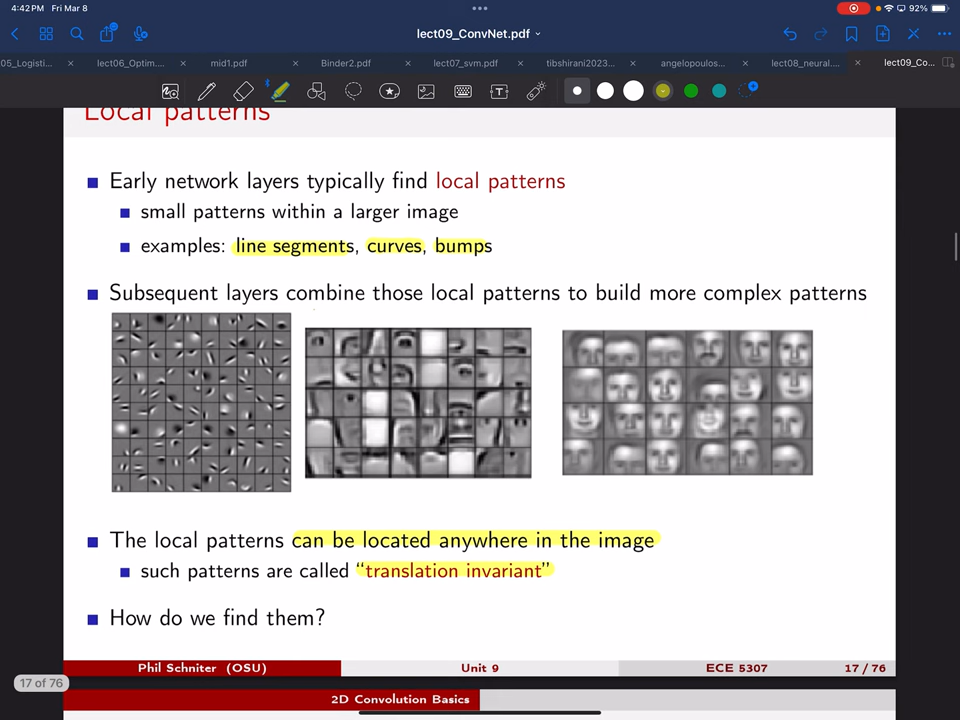 4:42 PM Fri Mar 8
92%
lect09_ConvNet.pdf
05_Logisti...
lect06_Optim...
mid1.pdf
Binder2.pdf
lect07_svm.pdf
tibshirani2023...
angelopoulos...
lect08_neural...
lect09_Co...
Local patterns
Early network layers typically find local patterns
small patterns within a larger image
examples: line segments, curves, bumps
Subsequent layers combine those local patterns to build more complex patterns
The local patterns can be located anywhere in the image
such patterns are called “translation invariant”
How do we find them?
Phil Schniter (OSU) Unit 9 ECE 5307 17 / 76
17 of 76
2D Convolution Basics